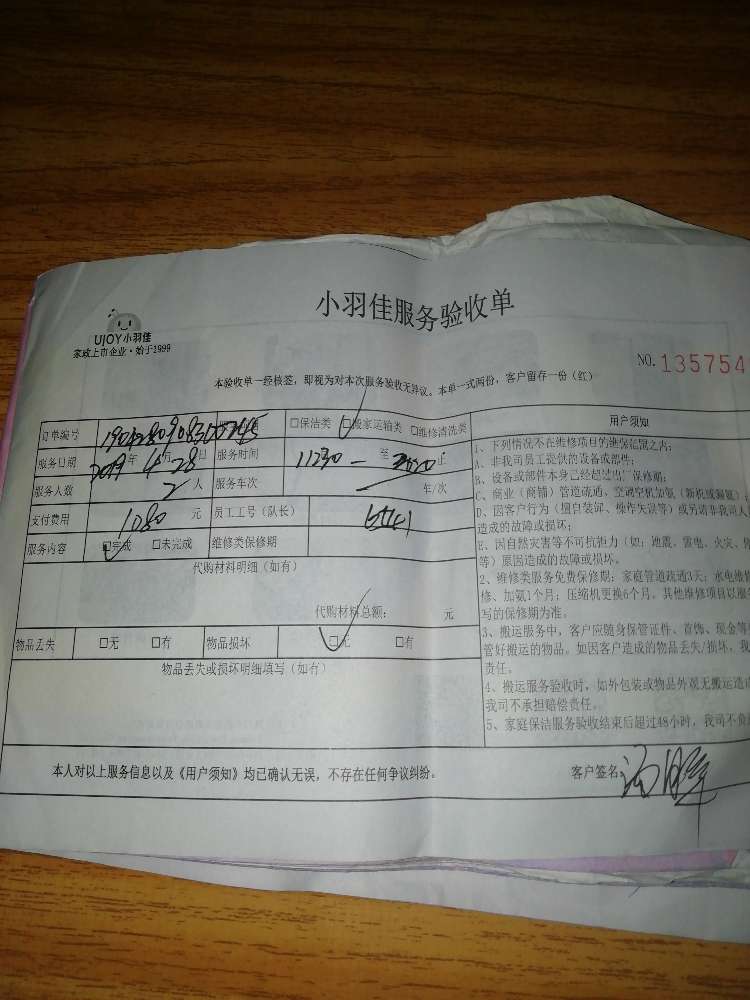 小羽佳服务验收单
UJOY小羽佳
家政上市企业·始于1999
NO. 135754
本验收单一经核签，即视为对本次服务验收无异议。本单一式两份，客户留存一份（红）
订单编号 □保洁类 □搬家运输类 □维修清洗类
服务日期 2019 年 4 月 28 日 服务时间 至 止
服务人数 2 人 服务车次 车/次
支付费用 1080 元 员工工号（队长）
服务内容 □完成 □未完成 维修类保修期
代购材料明细（如有）
代购材料总额： 元
物品丢失 □无 □有 物品损坏 □无 □有
物品丢失或损坏明细填写（如有）
用户须知
1、下列情况不在维修项目的维保范围之内：
A、非我司员工提供的设备或部件；
B、设备或部件本身已经超过出厂保修期；
C、商业（商铺）管道疏通，空调空机加氨（新机或漏氨）
D、因客户行为（擅自装卸、操作失误等）或另请非我司人
造成的故障或损坏；
E、因自然灾害等不可抗拒力（如：地震、雷电、火灾、
等）原因造成的故障或损坏。
2、维修类服务免费保修期：家庭管道疏通3天；水电维
修、加氨1个月；压缩机更换6个月。其他维修项目以服
写的保修期为准。
3、搬运服务中，客户应随身保管证件、首饰、现金等
管好搬运的物品。如因客户造成的物品丢失/损坏，我
责任。
4、搬运服务验收时，如外包装或物品外观无搬运造
我司不承担赔偿责任。
5、家庭保洁服务验收结束后超过48小时，我司不负
本人对以上服务信息以及《用户须知》均已确认无误，不存在任何争议纠纷。 客户签名：